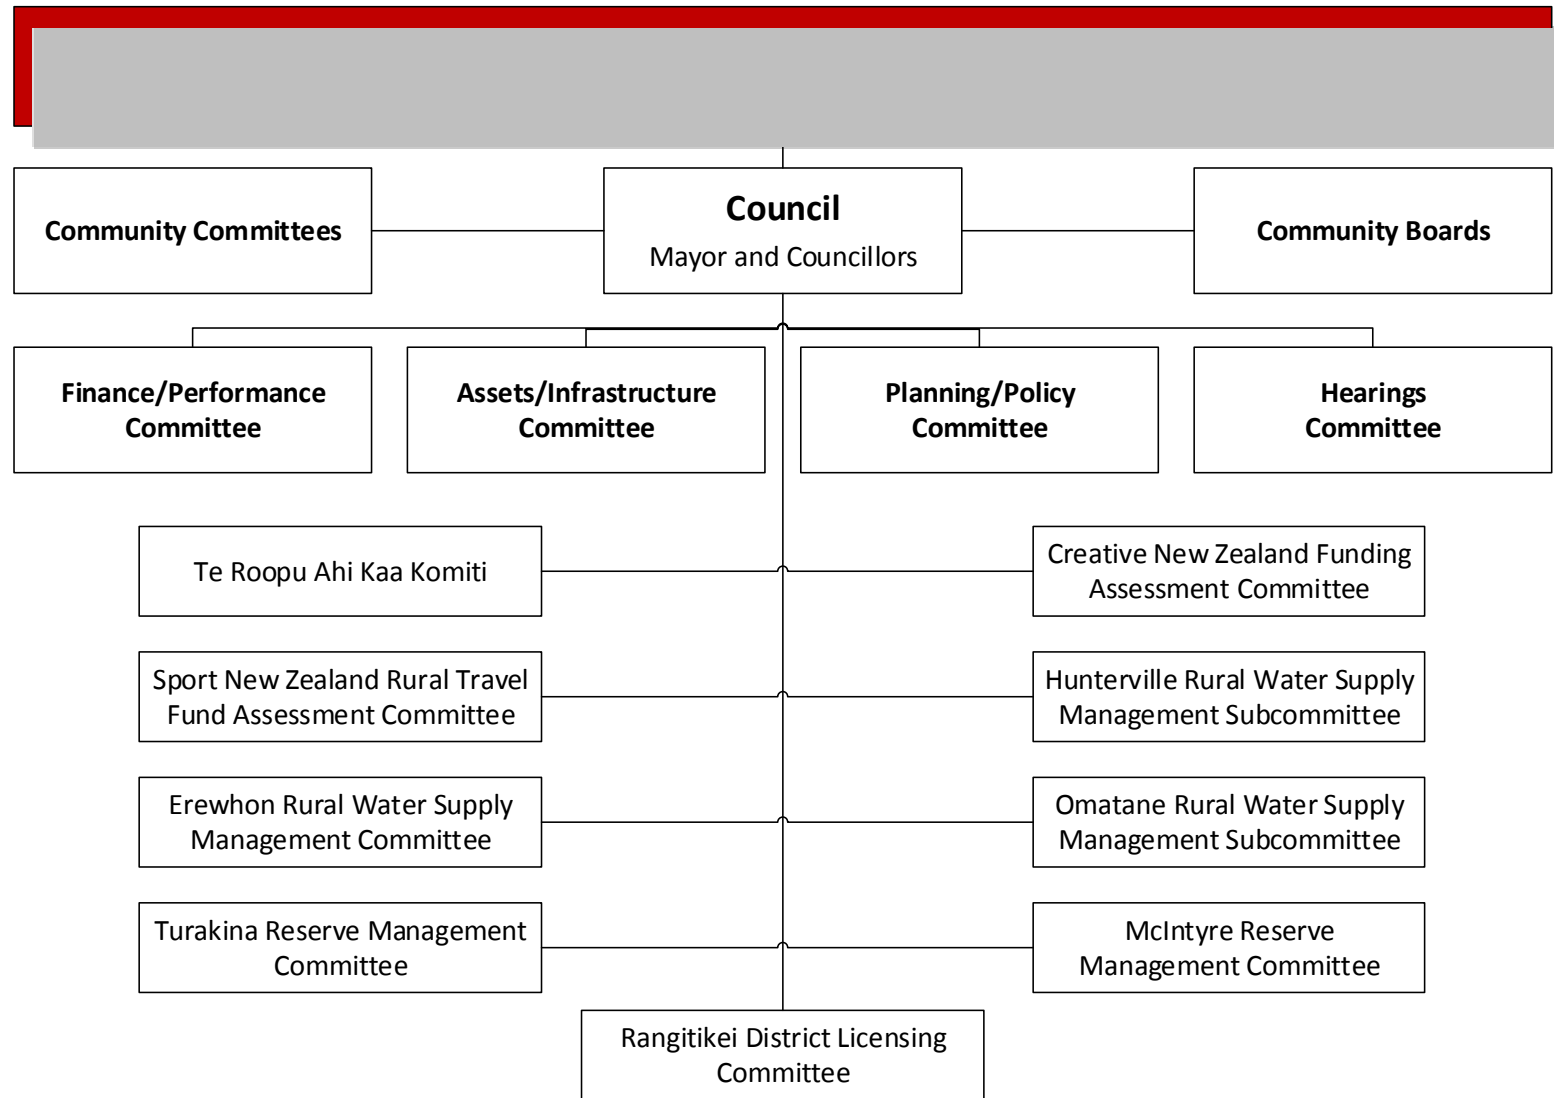 Community Committees
Council
Mayor and Councillors
Community Boards
Finance/Performance
Committee
Assets/Infrastructure
Committee
Planning/Policy
Committee
Hearings
Committee
Te Roopu Ahi Kaa Komiti
Creative New Zealand Funding
Assessment Committee
Sport New Zealand Rural Travel
Fund Assessment Committee
Hunterville Rural Water Supply
Management Subcommittee
Erewhon Rural Water Supply
Management Committee
Omatane Rural Water Supply
Management Subcommittee
Turakina Reserve Management
Committee
McIntyre Reserve
Management Committee
Rangitikei District Licensing
Committee